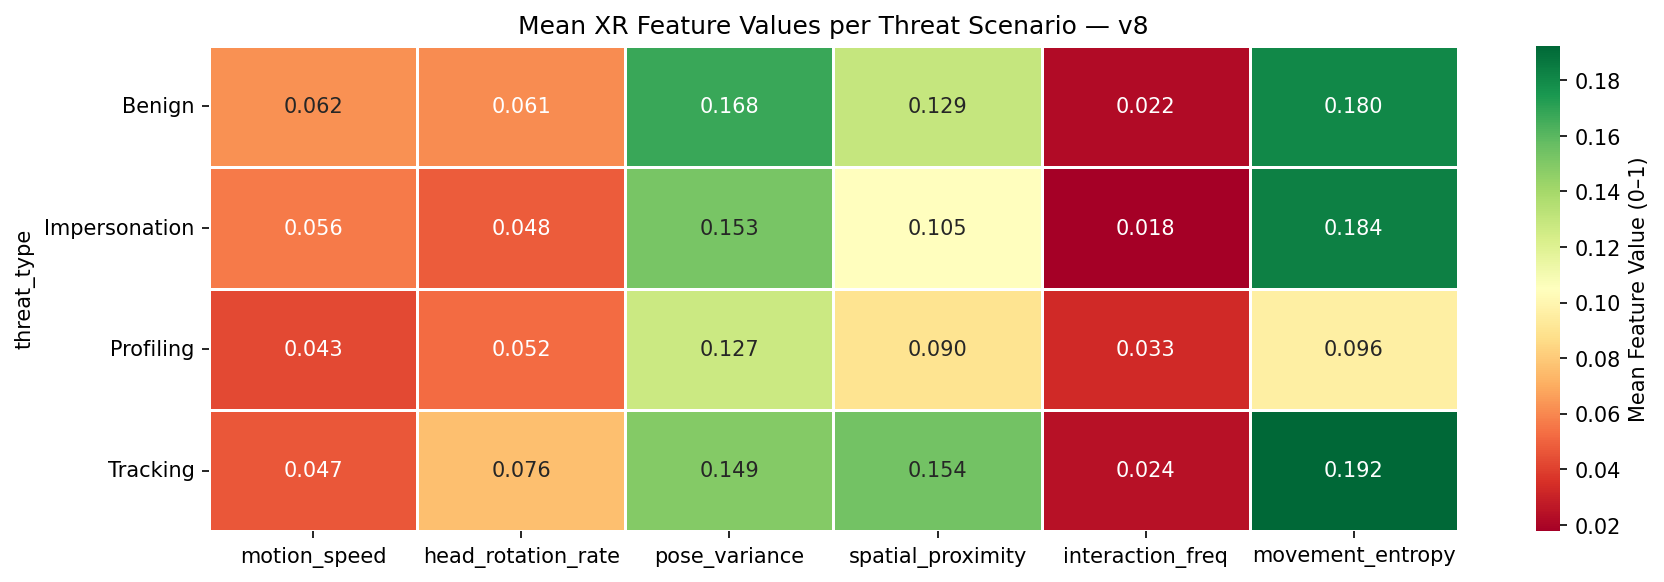 Mean XR Feature Values per Threat Scenario — v8
threat_type
Benign 0.062 0.061 0.168 0.129 0.022 0.180
Impersonation 0.056 0.048 0.153 0.105 0.018 0.184
Profiling 0.043 0.052 0.127 0.090 0.033 0.096
Tracking 0.047 0.076 0.149 0.154 0.024 0.192
motion_speed head_rotation_rate pose_variance spatial_proximity interaction_freq movement_entropy
0.18
0.16
0.14
0.12
0.10
0.08
0.06
0.04
0.02
Mean Feature Value (0–1)